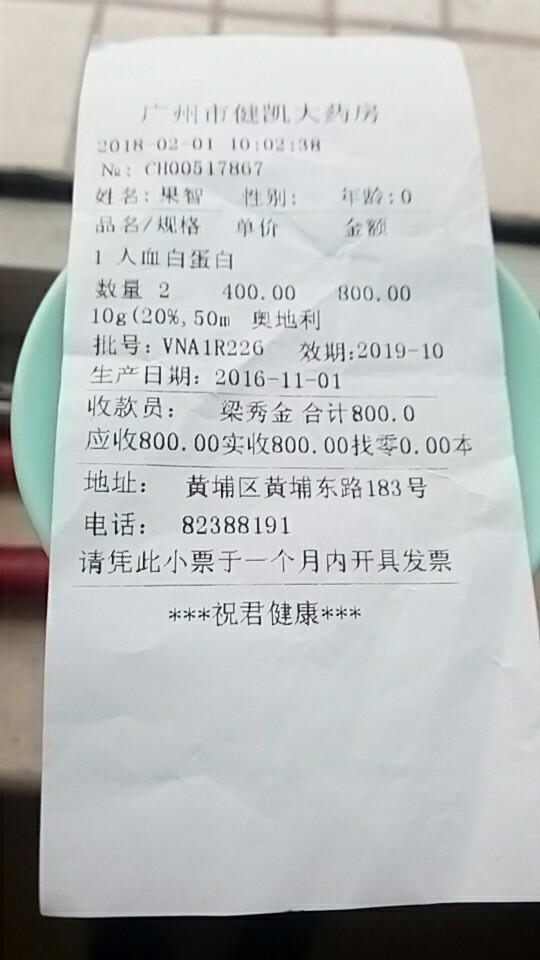 广州市健凯大药房
2018-02-01 10:02:38
№: CH00517867
姓名:果智 性别: 年龄:0
品名/规格 单价 金额
1 人血白蛋白
数量 2 400.00 800.00
10g(20%,50m 奥地利
批号:VNA1R226 效期:2019-10
生产日期: 2016-11-01
收款员: 梁秀金 合计800.0
应收800.00实收800.00找零0.00本
地址: 黄埔区黄埔东路183号
电话: 82388191
请凭此小票于一个月内开具发票
***祝君健康***